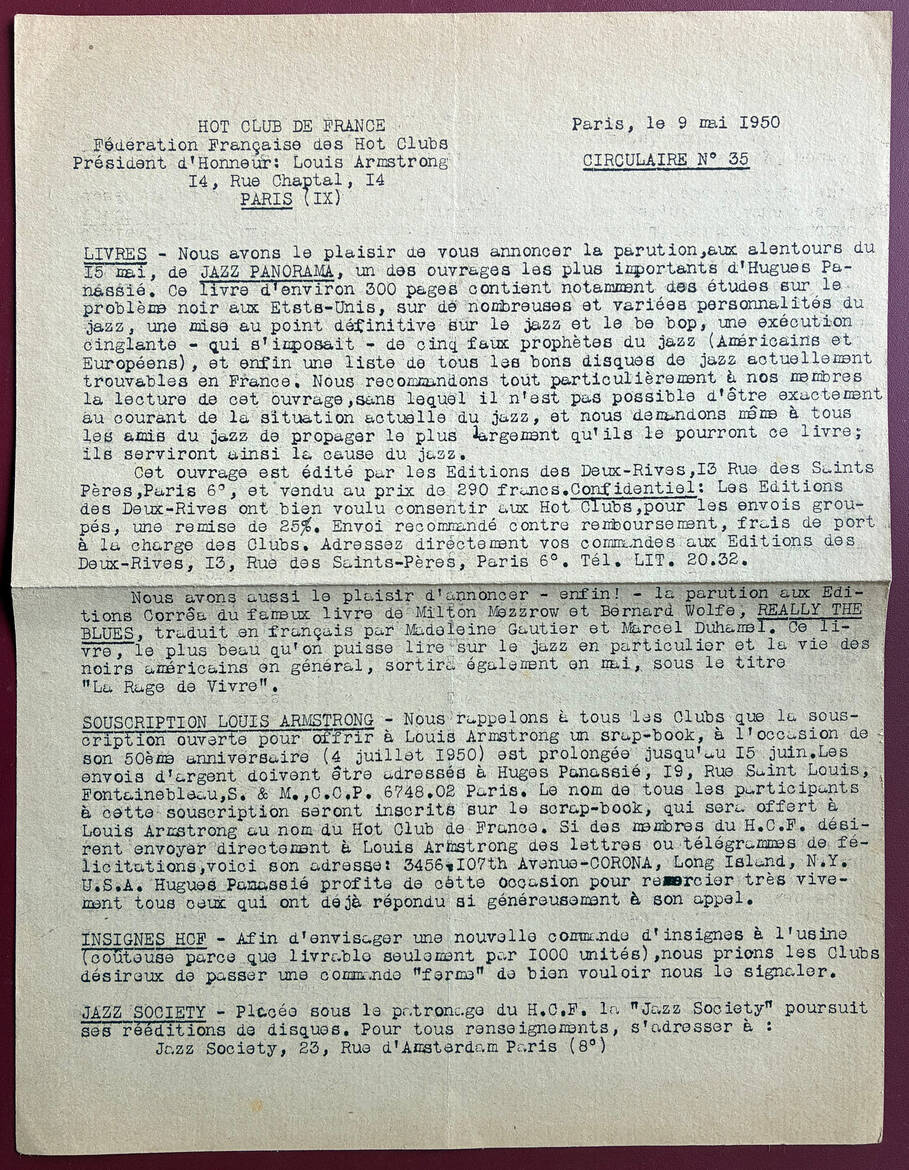 HOT CLUB DE FRANCE
Fédération Française des Hot Clubs
Président d'Honneur: Louis Armstrong
I4, Rue Chaptal, I4
PARIS (IX)
Paris, le 9 mai I950
CIRCULAIRE N° 35
LIVRES - Nous avons le plaisir de vous annoncer la parution,aux alentours du
I5 mai, de JAZZ PANORAMA, un des ouvrages les plus importants d'Hugues Pa-
nassié. Ce livre d'environ 300 pages contient notamment des études sur le
problème noir aux Etsts-Unis, sur de nombreuses et variées personnalités du
jazz, une mise au point définitive sur le jazz et le be bop, une exécution
cinglante - qui s'imposait - de cinq faux prophètes du jazz (Américains et
Européens), et enfin une liste de tous les bons disques de jazz actuellement
trouvables en France. Nous recommandons tout particulièrement à nos membres
la lecture de cet ouvrage,sans lequel il n'est pas possible d'être exactement
au courant de la situation actuelle du jazz, et nous demandons même à tous
les amis du jazz de propager le plus largement qu'ils le pourront ce livre;
ils serviront ainsi la cause du jazz.
Cet ouvrage est édité par les Editions des Deux-Rives,I3 Rue des Saints
Pères,Paris 6°, et vendu au prix de 290 francs.Confidentiel: Les Editions
des Deux-Rives ont bien voulu consentir aux Hot Clubs,pour les envois grou-
pés, une remise de 25%. Envoi recommandé contre remboursement, frais de port
à la charge des Clubs. Adressez directement vos commandes aux Editions des
Deux-Rives, I3, Rue des Saints-Pères, Paris 6°. Tél. LIT. 20.32.
Nous avons aussi le plaisir d'annoncer - enfin! - la parution aux Edi-
tions Corrêa du fameux livre de Milton Mezzrow et Bernard Wolfe, REALLY THE
BLUES, traduit en français par Madeleine Gautier et Marcel Duhamel. Ce li-
vre, le plus beau qu'on puisse lire sur le jazz en particulier et la vie des
noirs américains en général, sortira également en mai, sous le titre
"La Rage de Vivre".
SOUSCRIPTION LOUIS ARMSTRONG - Nous rappelons à tous les Clubs que la sous-
cription ouverte pour offrir à Louis Armstrong un srap-book, à l'occasion de
son 50ème anniversaire (4 juillet I950) est prolongée jusqu'au I5 juin.Les
envois d'argent doivent être adressés à Huges Panassié, I9, Rue Saint Louis,
Fontainebleau,S. & M.,C.C.P. 6748.02 Paris. Le nom de tous les participants
à cette souscription seront inscrits sur le scrap-book, qui sera offert à
Louis Armstrong au nom du Hot Club de France. Si des membres du H.C.F. dési-
rent envoyer directement à Louis Armstrong des lettres ou télégrammes de fé-
licitations,voici son adresse: 3456,I07th Avenue-CORONA, Long Island, N.Y.
U.S.A. Hugues Panassié profite de cette occasion pour remercier très vive-
ment tous ceux qui ont déjà répondu si généreusement à son appel.
INSIGNES HCF - Afin d'envisager une nouvelle commande d'insignes à l'usine
(coûteuse parce que livrable seulement par I000 unités),nous prions les Clubs
désireux de passer une commande "ferme" de bien vouloir nous le signaler.
JAZZ SOCIETY - Placée sous le patronage du H.C.F. la "Jazz Society" poursuit
ses rééditions de disques. Pour tous renseignements, s'adresser à :
Jazz Society, 23, Rue d'Amsterdam Paris (8°)